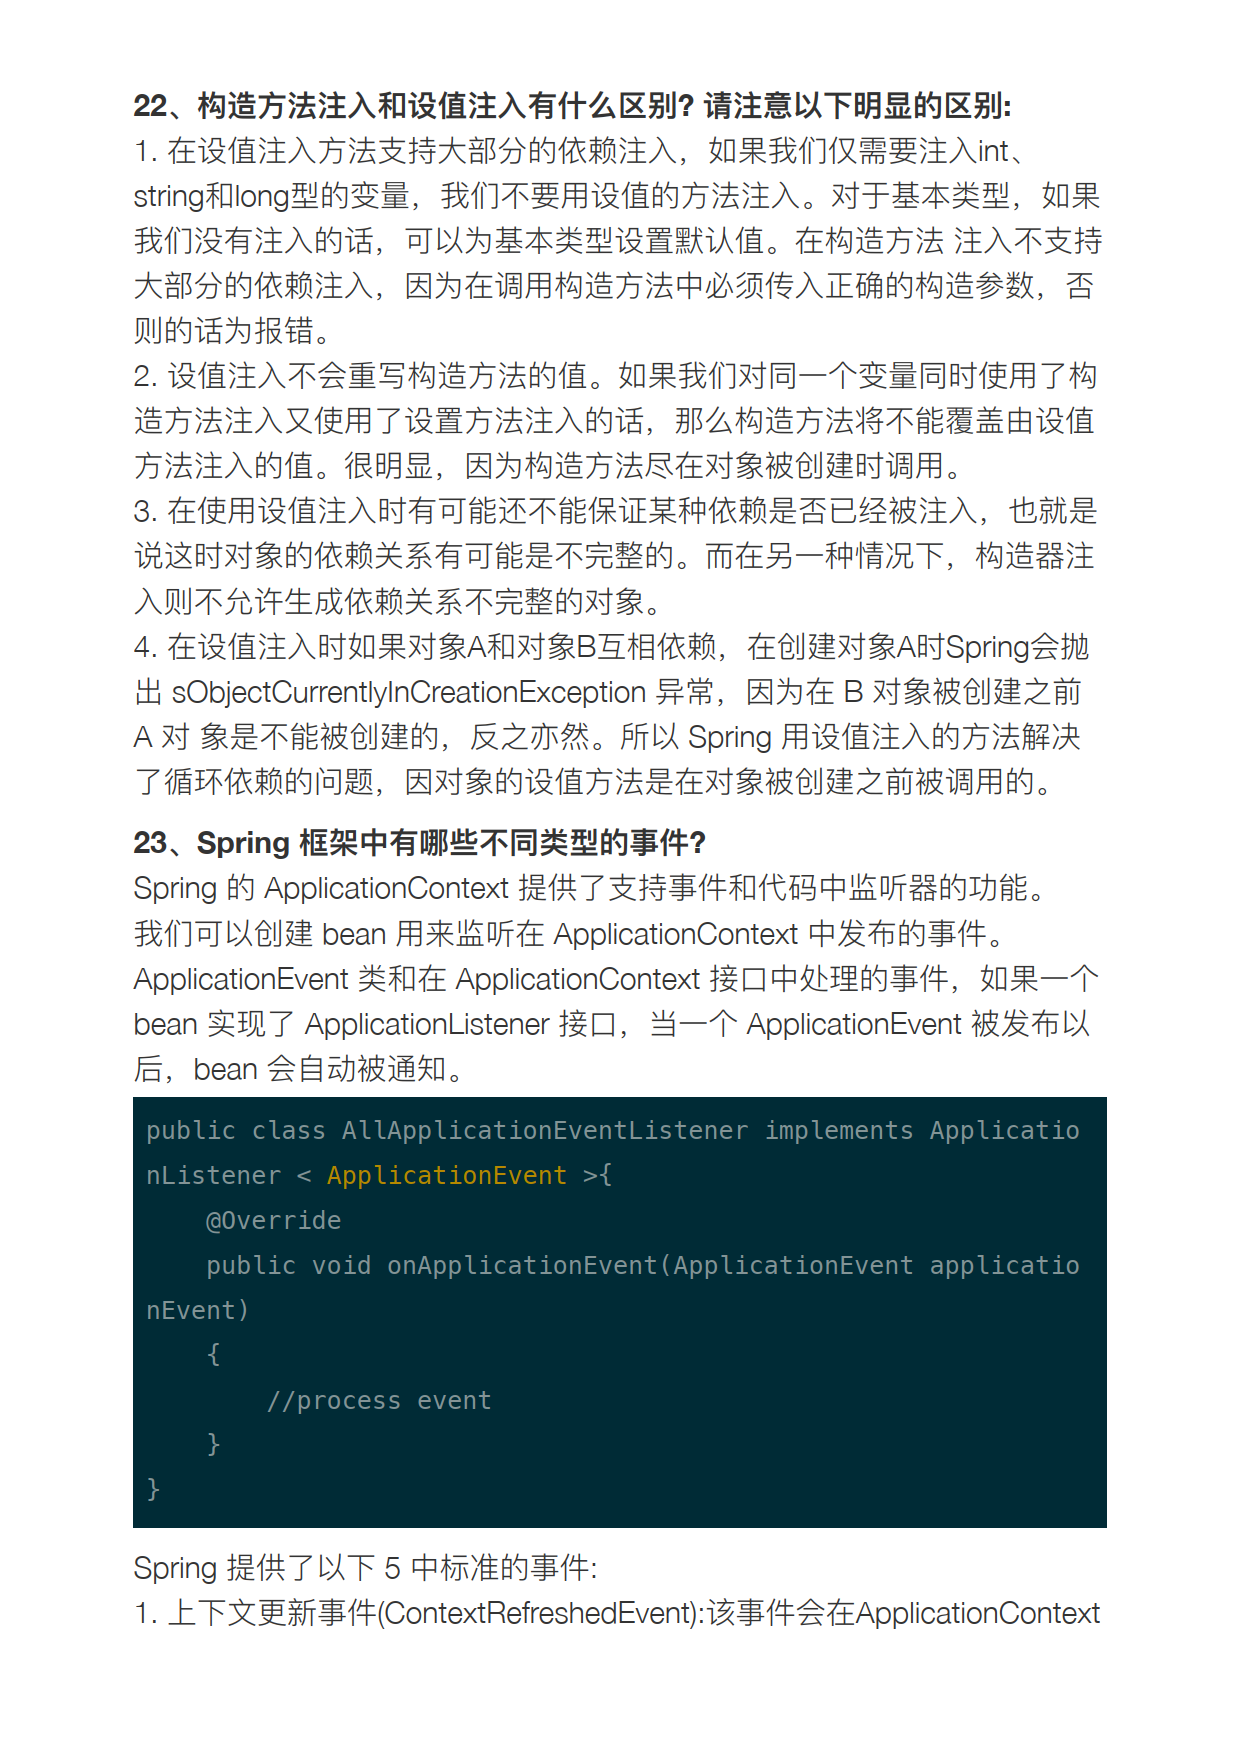 22、构造方法注入和设值注入有什么区别? 请注意以下明显的区别:
1. 在设值注入方法支持大部分的依赖注入，如果我们仅需要注入int、
string和long型的变量，我们不要用设值的方法注入。对于基本类型，如果
我们没有注入的话，可以为基本类型设置默认值。在构造方法 注入不支持
大部分的依赖注入，因为在调用构造方法中必须传入正确的构造参数，否
则的话为报错。
2. 设值注入不会重写构造方法的值。如果我们对同一个变量同时使用了构
造方法注入又使用了设置方法注入的话，那么构造方法将不能覆盖由设值
方法注入的值。很明显，因为构造方法尽在对象被创建时调用。
3. 在使用设值注入时有可能还不能保证某种依赖是否已经被注入，也就是
说这时对象的依赖关系有可能是不完整的。而在另一种情况下，构造器注
入则不允许生成依赖关系不完整的对象。
4. 在设值注入时如果对象A和对象B互相依赖，在创建对象A时Spring会抛
出 sObjectCurrentlyInCreationException 异常，因为在 B 对象被创建之前
A 对 象是不能被创建的，反之亦然。所以 Spring 用设值注入的方法解决
了循环依赖的问题，因对象的设值方法是在对象被创建之前被调用的。
23、Spring 框架中有哪些不同类型的事件?
Spring 的 ApplicationContext 提供了支持事件和代码中监听器的功能。
我们可以创建 bean 用来监听在 ApplicationContext 中发布的事件。
ApplicationEvent 类和在 ApplicationContext 接口中处理的事件，如果一个
bean 实现了 ApplicationListener 接口，当一个 ApplicationEvent 被发布以
后，bean 会自动被通知。
public class AllApplicationEventListener implements Applicatio
nListener < ApplicationEvent >{
    @Override
    public void onApplicationEvent(ApplicationEvent applicatio
nEvent)
    {
        //process event
    }
}
Spring 提供了以下 5 中标准的事件:
1. 上下文更新事件(ContextRefreshedEvent):该事件会在ApplicationContext